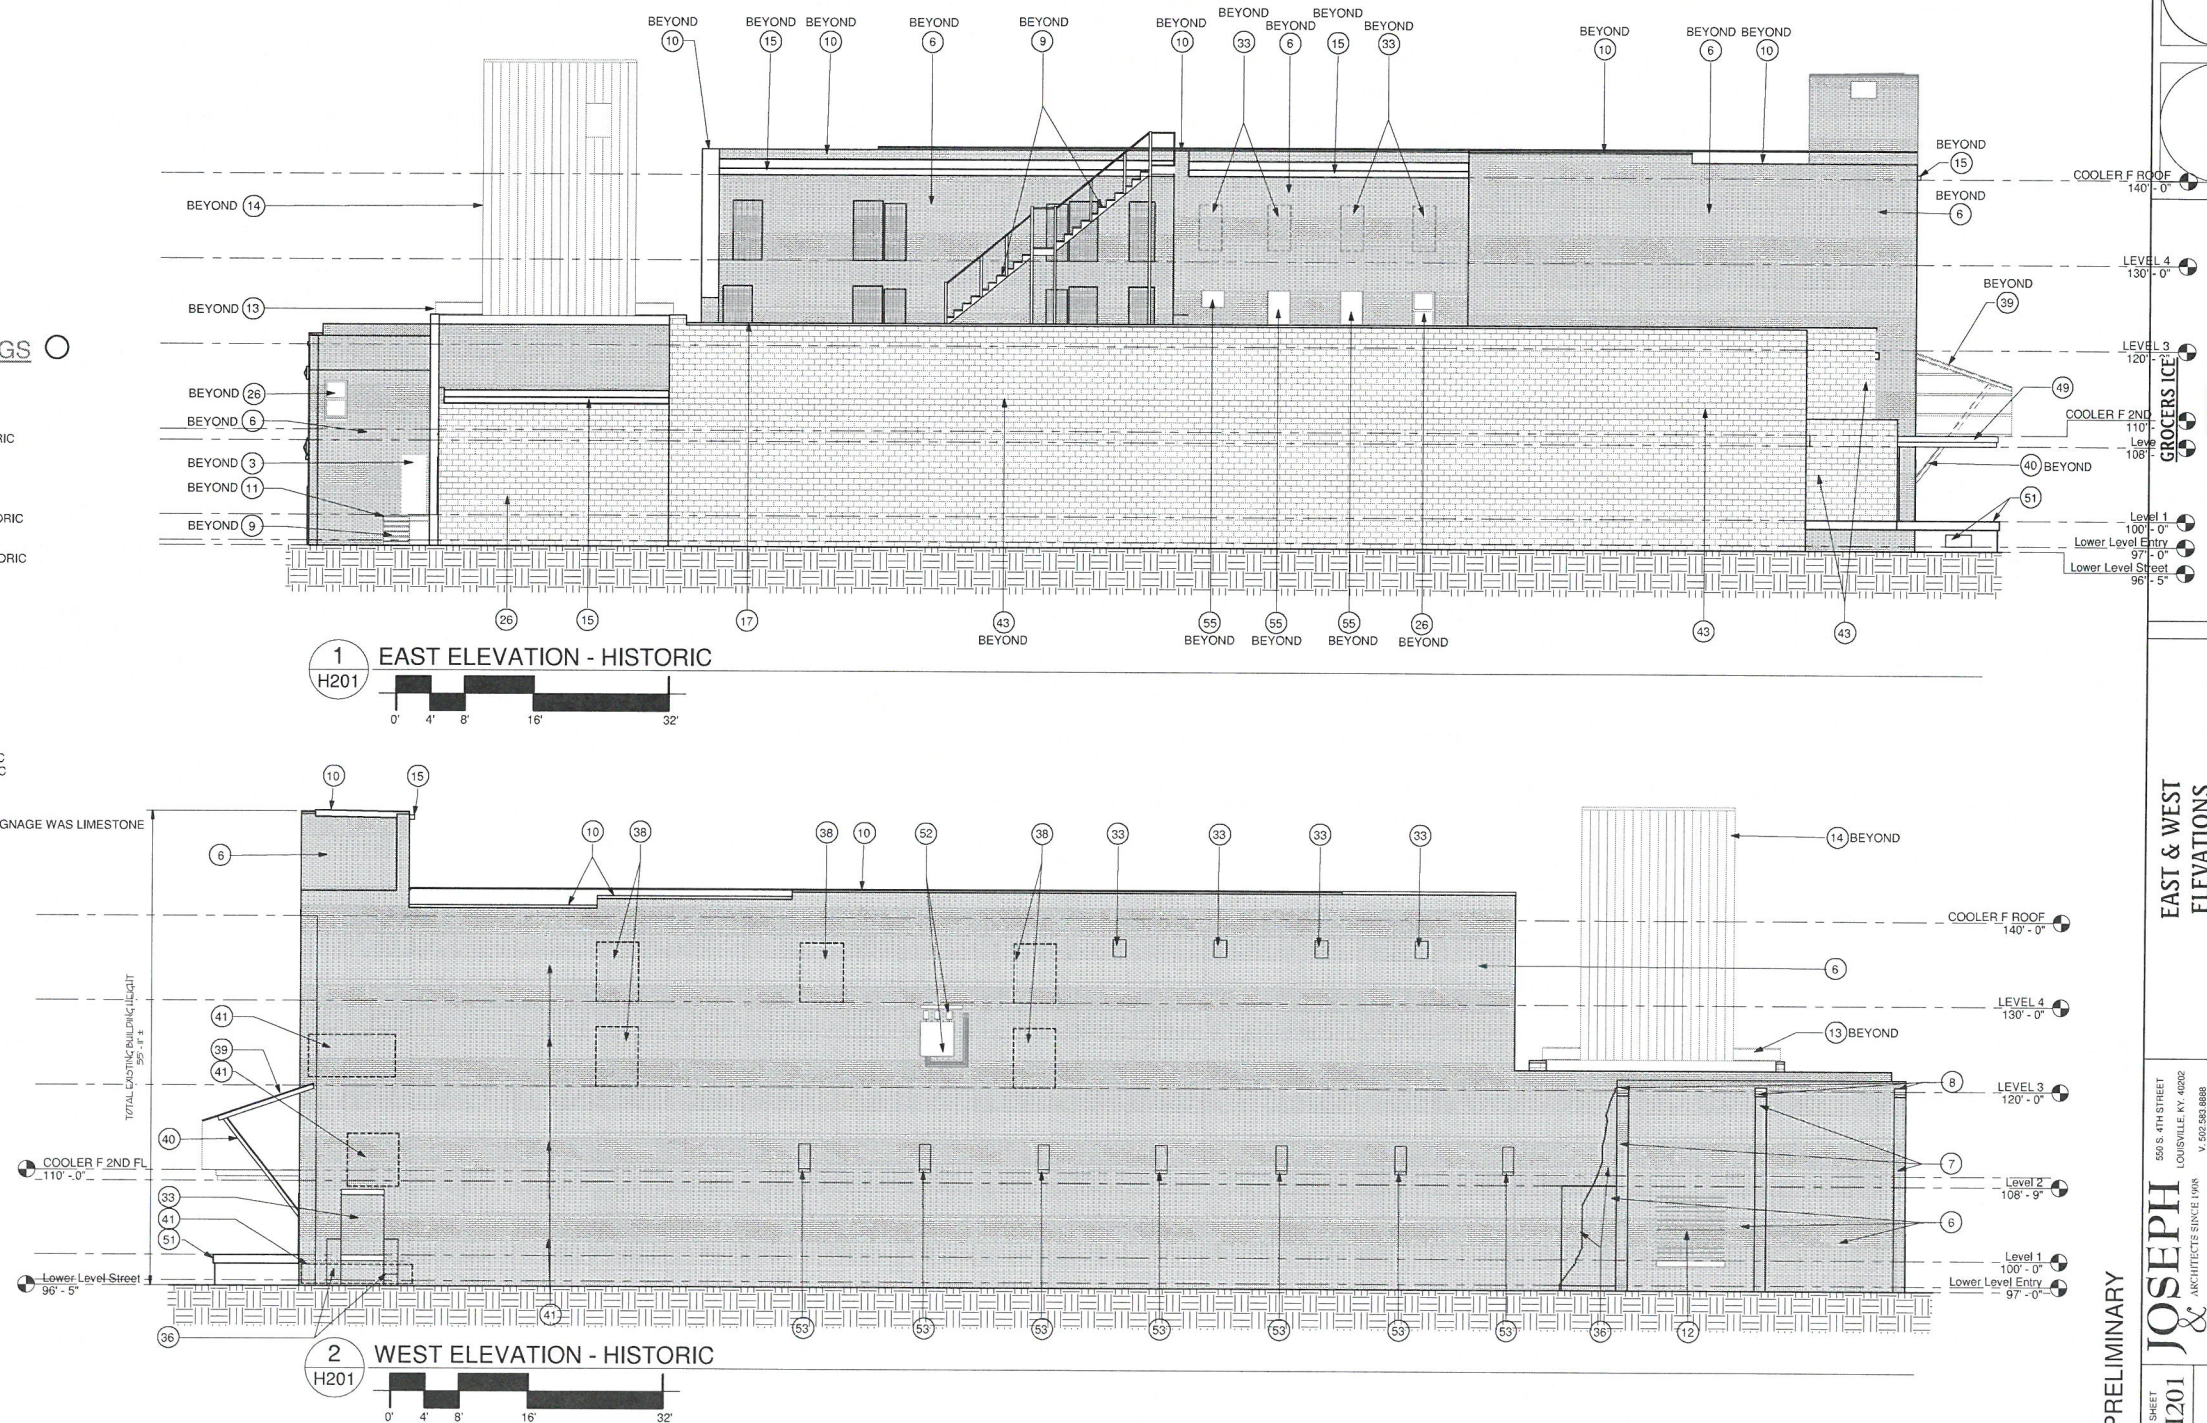 BEYOND BEYOND BEYOND BEYOND BEYOND BEYOND BEYOND BEYOND BEYOND BEYOND BEYOND BEYOND BEYOND
10 15 10 6 9 10 33 6 15 33 10 6 10
BEYOND
15
COOLER F ROOF
140' - 0"
BEYOND
6
BEYOND 14
LEVEL 4
130' - 0"
BEYOND
39
BEYOND 13
GS
LEVEL 3
120' -
49
BEYOND 26
COOLER F 2ND
110' -
BEYOND 6
RIC
Leve
108'
BEYOND 3
40 BEYOND
BEYOND 11
51
ORIC
BEYOND 9
Level 1
100' - 0"
Lower Level Entry
97' - 0"
ORIC
Lower Level Street
96' - 5"
26 15 17 43 55 55 55 26 43 43
BEYOND BEYOND BEYOND BEYOND BEYOND
1
H201
EAST ELEVATION - HISTORIC
0' 4' 8' 16' 32'
GNAGE WAS LIMESTONE
10 15
10 38 38 10 52 38 33 33 33 33
14 BEYOND
6
COOLER F ROOF
140' - 0"
6
LEVEL 4
130' - 0"
41
13 BEYOND
39
41
8
LEVEL 3
120' - 0"
TOTAL EXISTING BUILDING HEIGHT
55' - 11" ±
40
COOLER F 2ND FL
110' - 0"
7
33
Level 2
108' - 9"
41
6
51
Level 1
100' - 0"
Lower Level Street
96' - 5"
Lower Level Entry
97' - 0"
36 41 53 53 53 53 53 53 53 36 12
2
H201
WEST ELEVATION - HISTORIC
0' 4' 8' 16' 32'
GROCERS ICE
EAST & WEST
ELEVATIONS
550 S. 4TH STREET
LOUISVILLE, KY. 40202
V. 502.583.8888
JOSEPH
&
ARCHITECTS SINCE 1908
PRELIMINARY
SHEET
H201